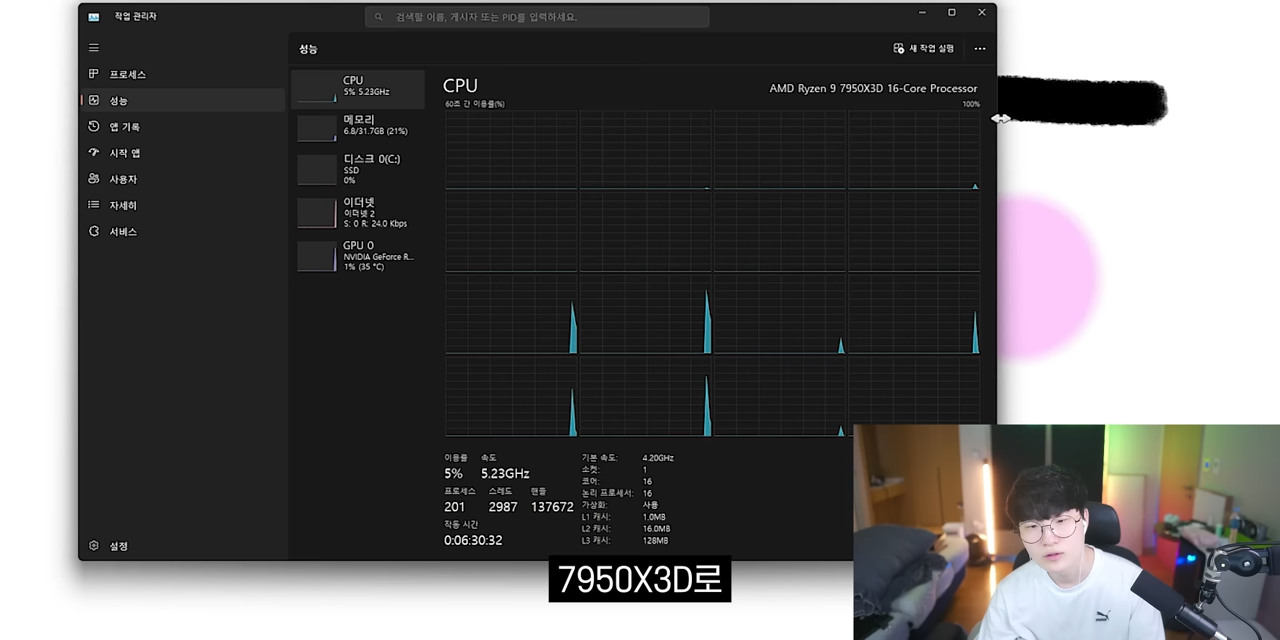 작업 관리자
검색할 이름, 게시자 또는 PID를 입력하세요.
프로세스
성능
앱 기록
시작 앱
사용자
자세히
서비스
설정
성능
새 작업 실행
CPU
5% 5.23GHz
메모리
6.8/31.7GB (21%)
디스크 0(C:)
SSD
0%
이더넷
이더넷 2
S: 0 R: 24.0 Kbps
GPU 0
NVIDIA GeForce R...
1% (35 °C)
CPU
AMD Ryzen 9 7950X3D 16-Core Processor
60초 간 이용률(%)
100%
이용률 속도
5% 5.23GHz
프로세스 스레드 핸들
201 2987 137672
작동 시간
0:06:30:32
기본 속도: 4.20GHz
소켓: 1
코어: 16
논리 프로세서: 16
가상화: 사용
L1 캐시: 1.0MB
L2 캐시: 16.0MB
L3 캐시: 128MB
7950X3D로